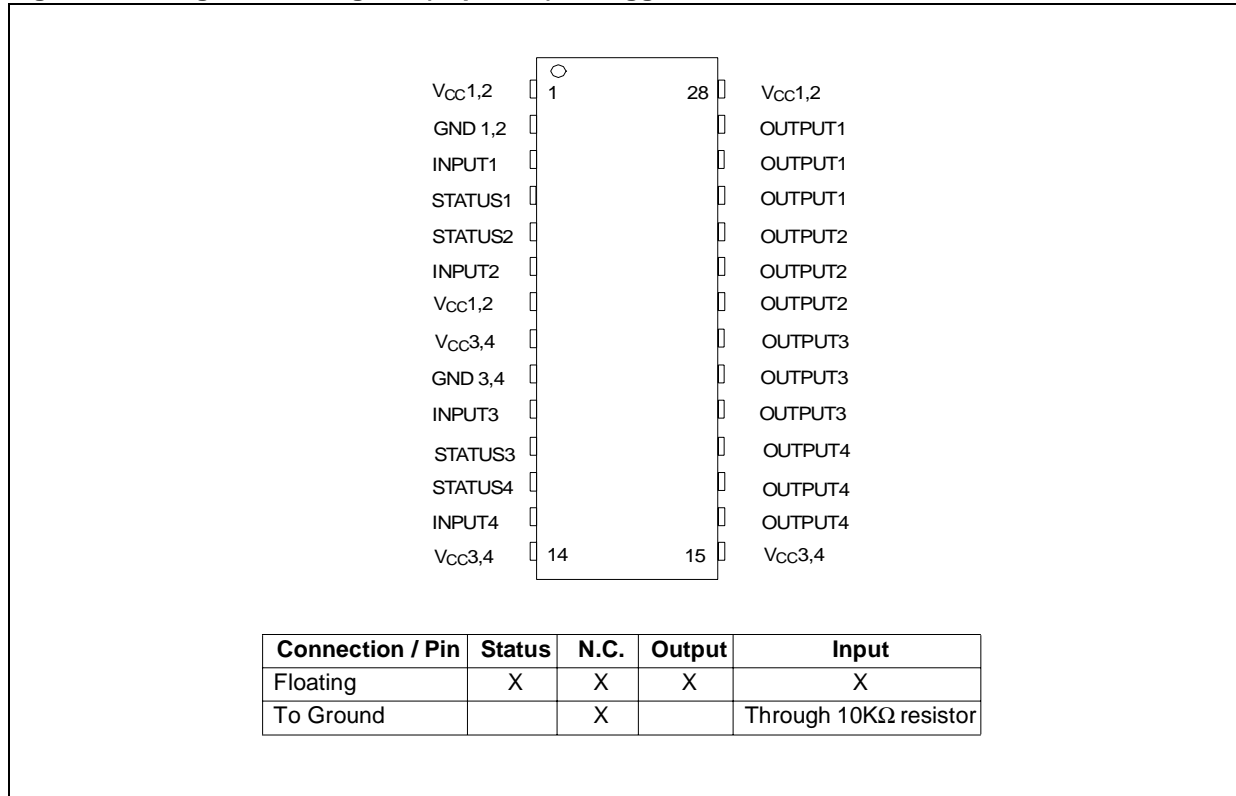 VCC1,2 1 28 VCC1,2
GND 1,2 OUTPUT1
INPUT1 OUTPUT1
STATUS1 OUTPUT1
STATUS2 OUTPUT2
INPUT2 OUTPUT2
VCC1,2 OUTPUT2
VCC3,4 OUTPUT3
GND 3,4 OUTPUT3
INPUT3 OUTPUT3
STATUS3 OUTPUT4
STATUS4 OUTPUT4
INPUT4 OUTPUT4
VCC3,4 14 15 VCC3,4
Connection / Pin Status N.C. Output Input
Floating X X X X
To Ground X Through 10KΩ resistor